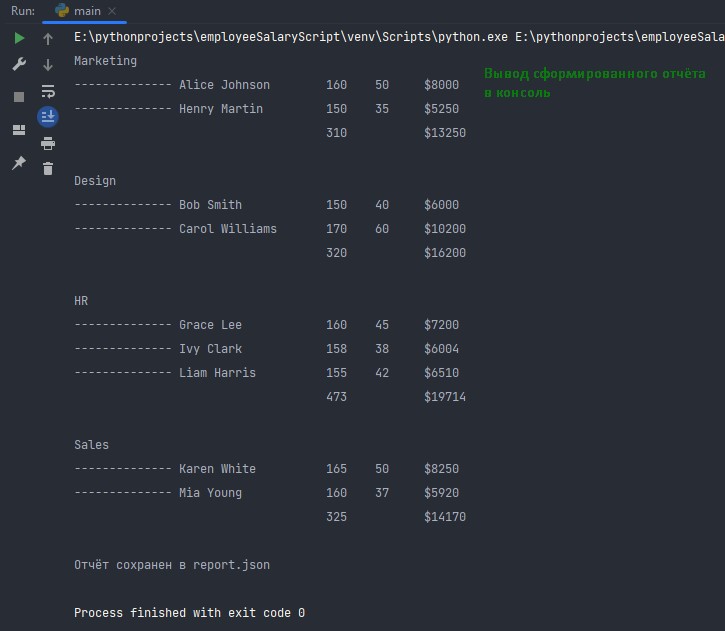 Run: main
E:\pythonprojects\employeeSalaryScript\venv\Scripts\python.exe E:\pythonprojects\employeeSala
Marketing
-------------- Alice Johnson 160 50 $8000
-------------- Henry Martin 150 35 $5250
310 $13250
Вывод сформированного отчёта
в консоль
Design
-------------- Bob Smith 150 40 $6000
-------------- Carol Williams 170 60 $10200
320 $16200
HR
-------------- Grace Lee 160 45 $7200
-------------- Ivy Clark 158 38 $6004
-------------- Liam Harris 155 42 $6510
473 $19714
Sales
-------------- Karen White 165 50 $8250
-------------- Mia Young 160 37 $5920
325 $14170
Отчёт сохранен в report.json
Process finished with exit code 0